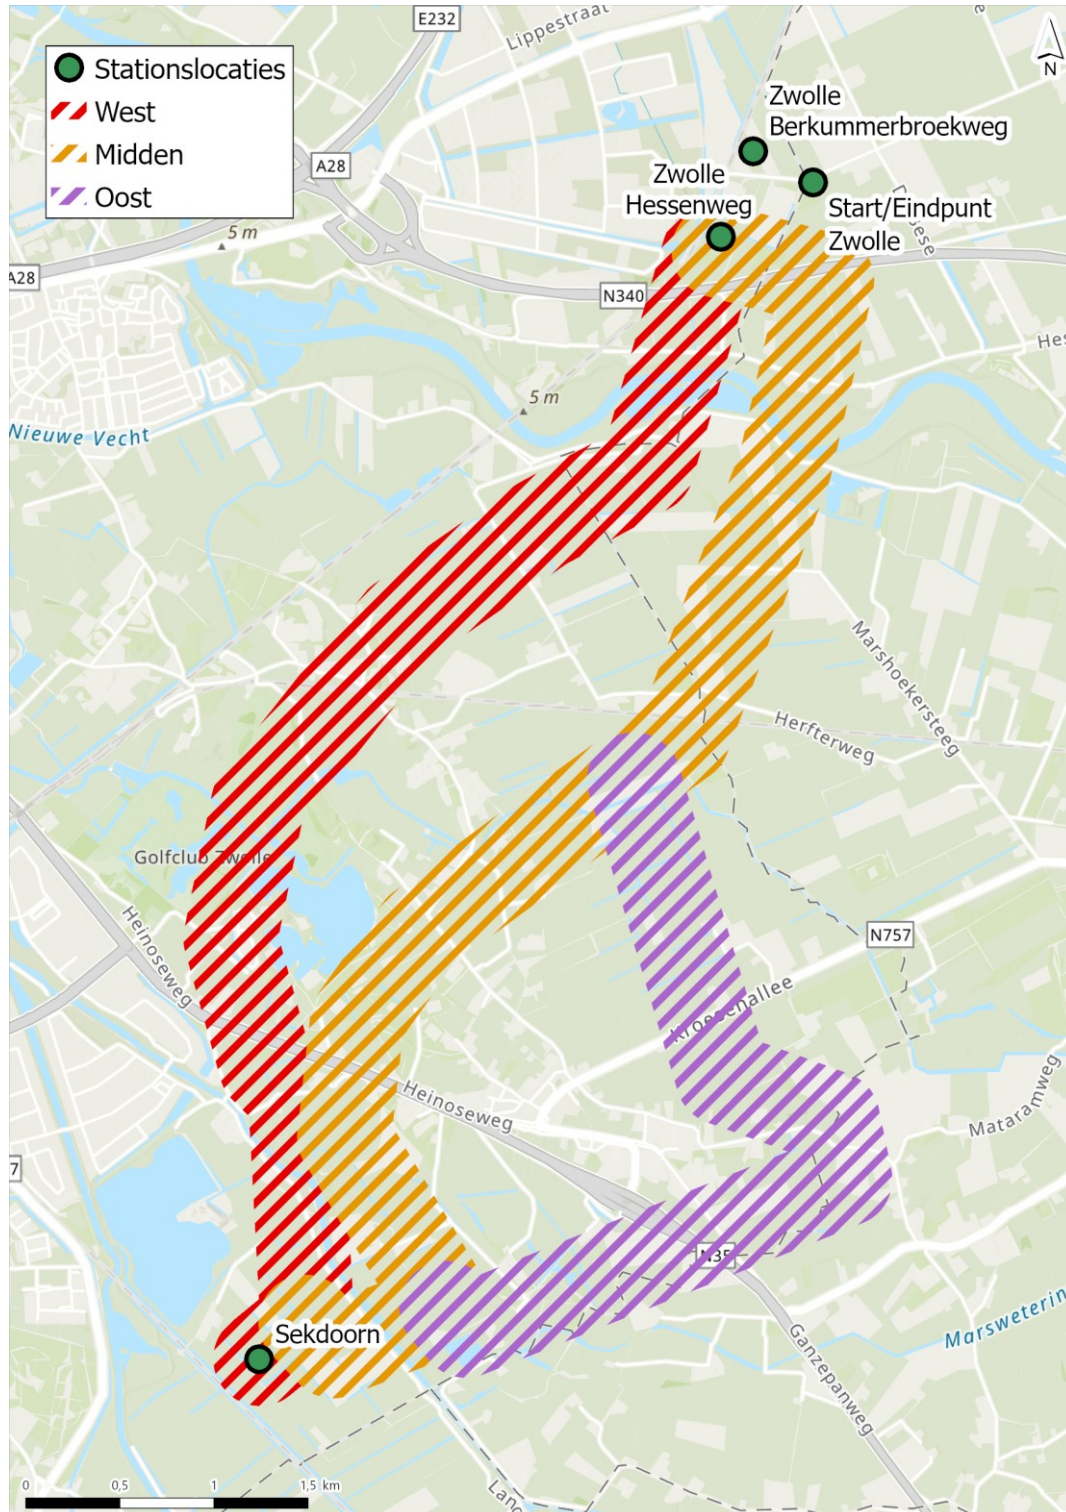 E232
Lippestraat
Stationslocaties
West
Midden
Oost
N
Zwolle
Berkummerbroekweg
A28
Zwolle
Hessenweg
Start/Eindpunt
Zwolle
5 m
A28
N340
5 m
Nieuwe Vecht
Marshoekersteeg
Herfterweg
Golfclub Zwolle
Heinoseweg
N757
Kroesenallee
Heinoseweg
Mataramweg
N35
Marswetering
Sekdoorn
Ganzepanweg
0 0,5 1 1,5 km